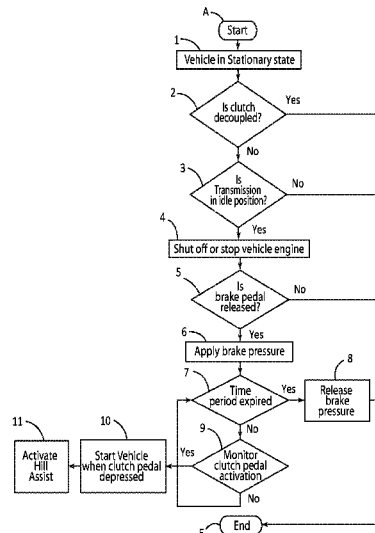 A
Start
1
Vehicle in Stationary state
2
Is clutch
decoupled?
Yes
No
3
Is
Transmission
in idle position?
No
Yes
4
Shut off or stop vehicle engine
5
Is
brake pedal
released?
No
Yes
6
Apply brake pressure
7
Time
period expired
Yes
8
Release
brake
pressure
No
9
Monitor
clutch pedal
activation
Yes
No
10
Start Vehicle
when clutch pedal
depressed
11
Activate
Hill
Assist
End